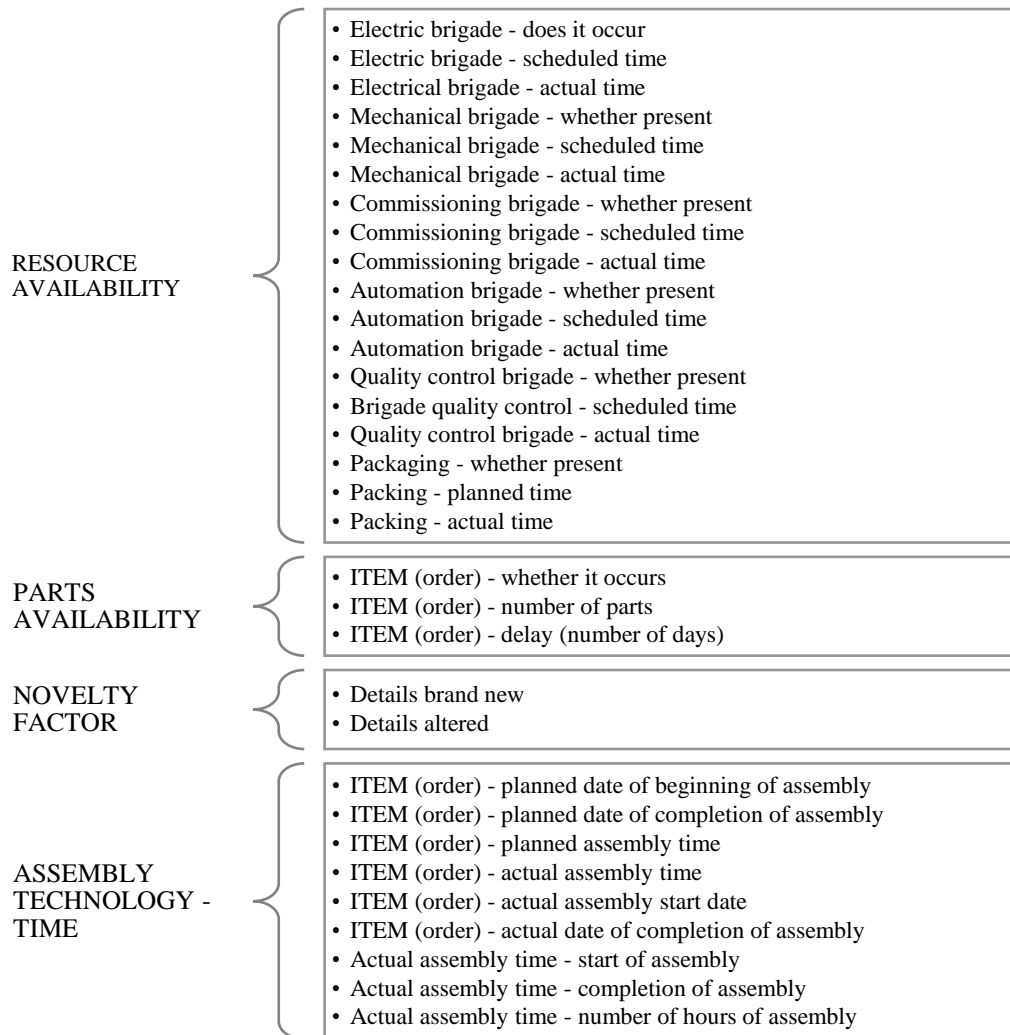 RESOURCE
AVAILABILITY
• Electric brigade - does it occur
• Electric brigade - scheduled time
• Electrical brigade - actual time
• Mechanical brigade - whether present
• Mechanical brigade - scheduled time
• Mechanical brigade - actual time
• Commissioning brigade - whether present
• Commissioning brigade - scheduled time
• Commissioning brigade - actual time
• Automation brigade - whether present
• Automation brigade - scheduled time
• Automation brigade - actual time
• Quality control brigade - whether present
• Brigade quality control - scheduled time
• Quality control brigade - actual time
• Packaging - whether present
• Packing - planned time
• Packing - actual time
PARTS
AVAILABILITY
• ITEM (order) - whether it occurs
• ITEM (order) - number of parts
• ITEM (order) - delay (number of days)
NOVELTY
FACTOR
• Details brand new
• Details altered
ASSEMBLY
TECHNOLOGY -
TIME
• ITEM (order) - planned date of beginning of assembly
• ITEM (order) - planned date of completion of assembly
• ITEM (order) - planned assembly time
• ITEM (order) - actual assembly time
• ITEM (order) - actual assembly start date
• ITEM (order) - actual date of completion of assembly
• Actual assembly time - start of assembly
• Actual assembly time - completion of assembly
• Actual assembly time - number of hours of assembly